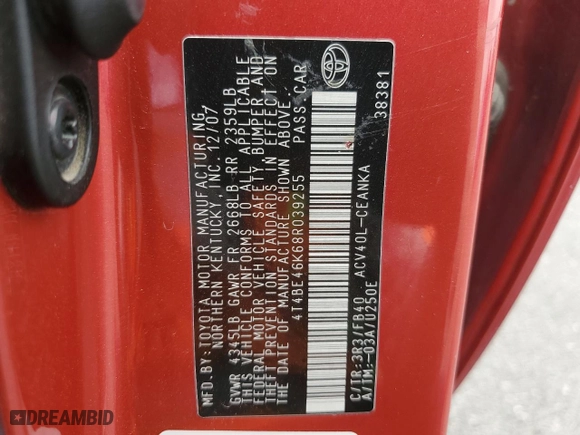 MFD. BY: TOYOTA MOTOR MANUFACTURING,
NORTHERN KENTUCKY, INC. 12/07
GVWR 4345LB GAWR FR 2668LB RR 2359LB
THIS VEHICLE CONFORMS TO ALL APPLICABLE
FEDERAL MOTOR VEHICLE SAFETY, BUMPER AND
THEFT PREVENTION STANDARDS IN EFFECT ON
THE DATE OF MANUFACTURE SHOWN ABOVE.
4T4BE46K68R039255 PASS. CAR
C/TR:3R3/FB40 ACV40L-CEANKA
A/TM:-03A/U250E
38381
DREAMBID